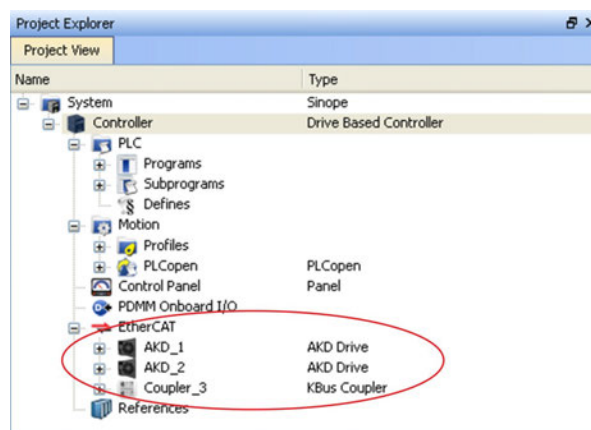 Project Explorer
Project View
Name Type
System Sinope
Controller Drive Based Controller
PLC
Programs
Subprograms
Defines
Motion
Profiles
PLCopen PLCopen
Control Panel Panel
PDMM Onboard I/O
EtherCAT
AKD_1 AKD Drive
AKD_2 AKD Drive
Coupler_3 KBus Coupler
References